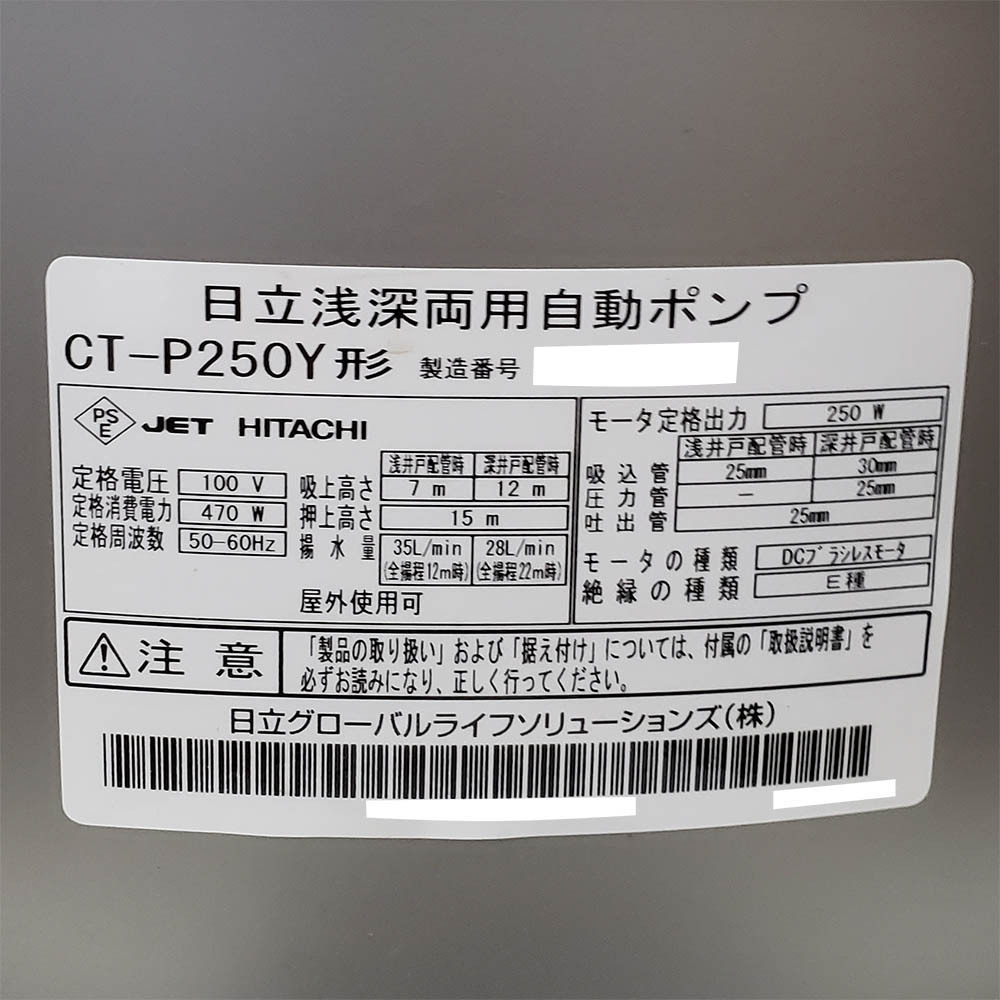 日立浅深両用自動ポンプ
CT-P250Y形 製造番号
PSE JET HITACHI
定格電圧 100 V
定格消費電力 470 W
定格周波数 50-60Hz
浅井戸配管時 深井戸配管時
吸上高さ 7 m 12 m
押上高さ 15 m
揚水量 35L/min 28L/min
(全揚程12m時) (全揚程22m時)
屋外使用可
モータ定格出力 250 W
浅井戸配管時 深井戸配管時
吸込管 25mm 30mm
圧力管 - 25mm
吐出管 25mm
モータの種類 DCブラシレスモータ
絶縁の種類 E種
注意
「製品の取り扱い」および「据え付け」については、付属の「取扱説明書」を
必ずお読みになり、正しく行ってください。
日立グローバルライフソリューションズ(株)